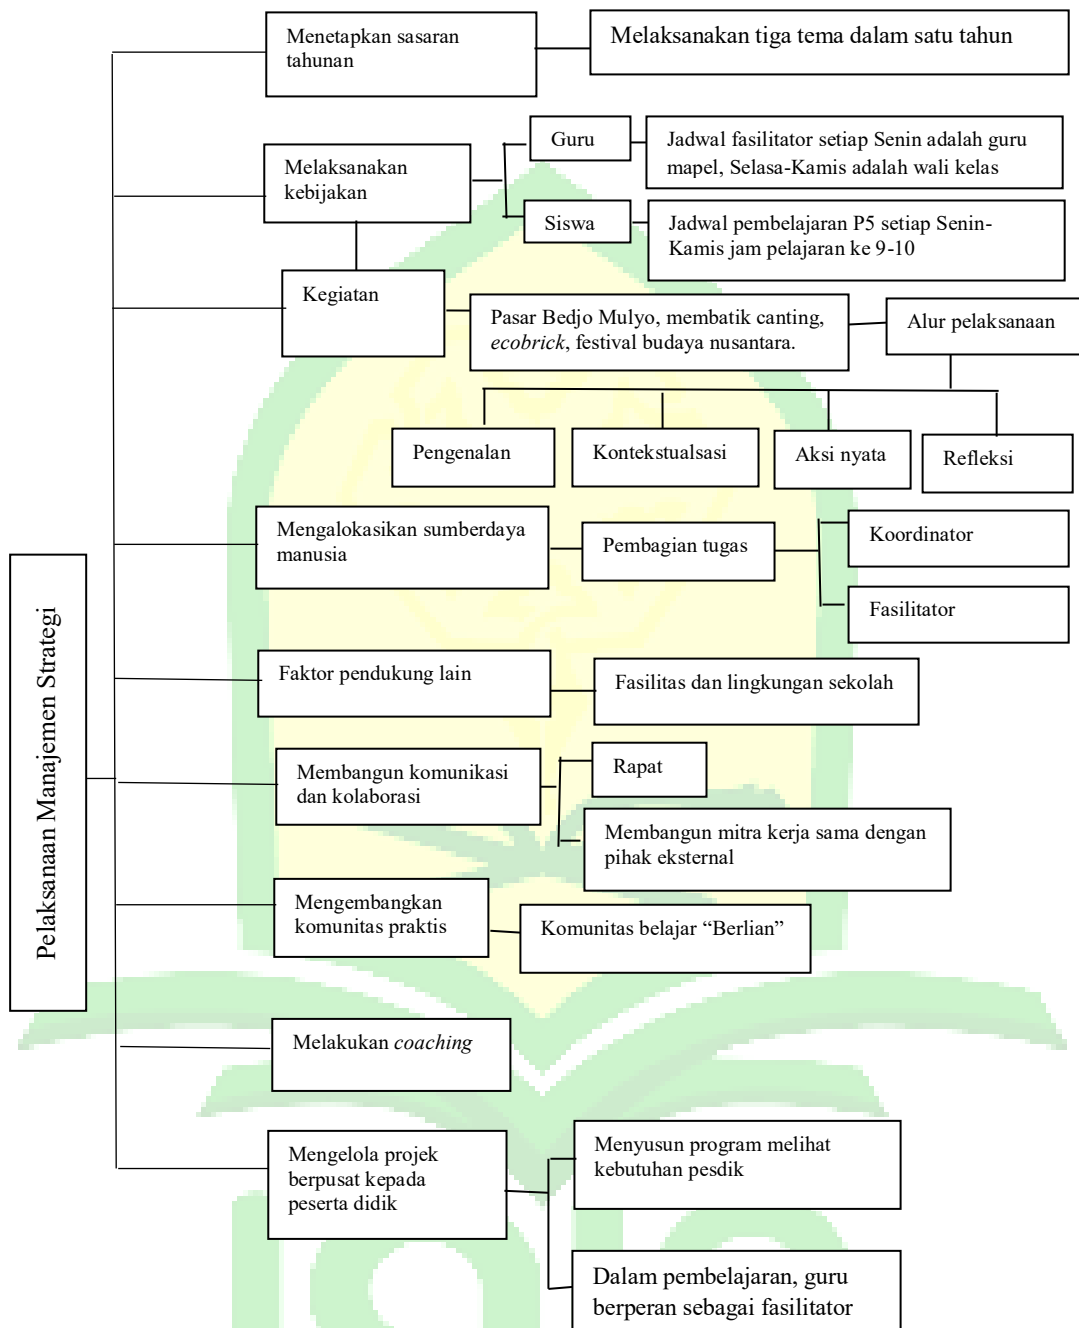 Menetapkan sasaran
tahunan
Melaksanakan tiga tema dalam satu tahun
Melaksanakan
kebijakan
Guru
Jadwal fasilitator setiap Senin adalah guru
mapel, Selasa-Kamis adalah wali kelas
Siswa
Jadwal pembelajaran P5 setiap Senin-
Kamis jam pelajaran ke 9-10
Kegiatan
Pasar Bedjo Mulyo, membatik canting,
ecobrick, festival budaya nusantara.
Alur pelaksanaan
Pengenalan
Kontekstualsasi
Aksi nyata
Refleksi
Mengalokasikan sumberdaya
manusia
Pembagian tugas
Koordinator
Fasilitator
Pelaksanaan Manajemen Strategi
Faktor pendukung lain
Fasilitas dan lingkungan sekolah
Membangun komunikasi
dan kolaborasi
Rapat
Membangun mitra kerja sama dengan
pihak eksternal
Mengembangkan
komunitas praktis
Komunitas belajar “Berlian”
Melakukan coaching
Mengelola projek
berpusat kepada
peserta didik
Menyusun program melihat
kebutuhan pesdik
Dalam pembelajaran, guru
berperan sebagai fasilitator